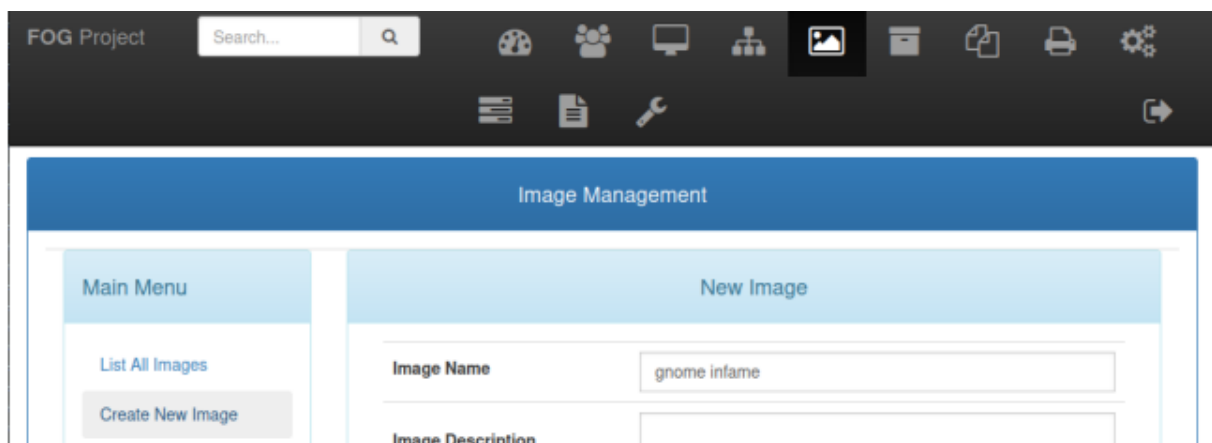 FOG Project Search...
Image Management
Main Menu
New Image
List All Images
Image Name gnome infame
Create New Image
Image Description